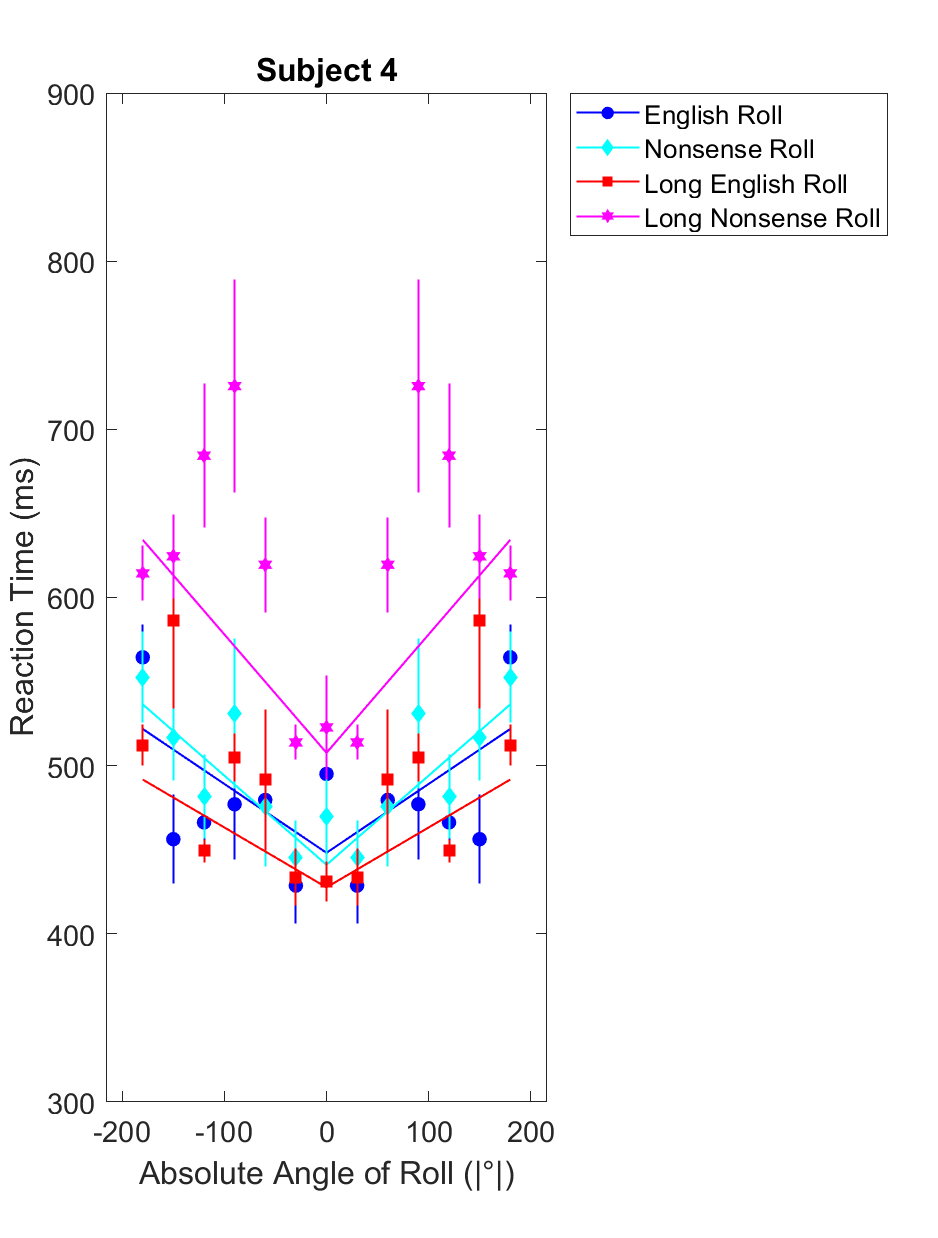 Subject 4
900
800
700
600
500
400
300
-200 -100 0 100 200
Reaction Time (ms)
Absolute Angle of Roll (|°|)
English Roll
Nonsense Roll
Long English Roll
Long Nonsense Roll